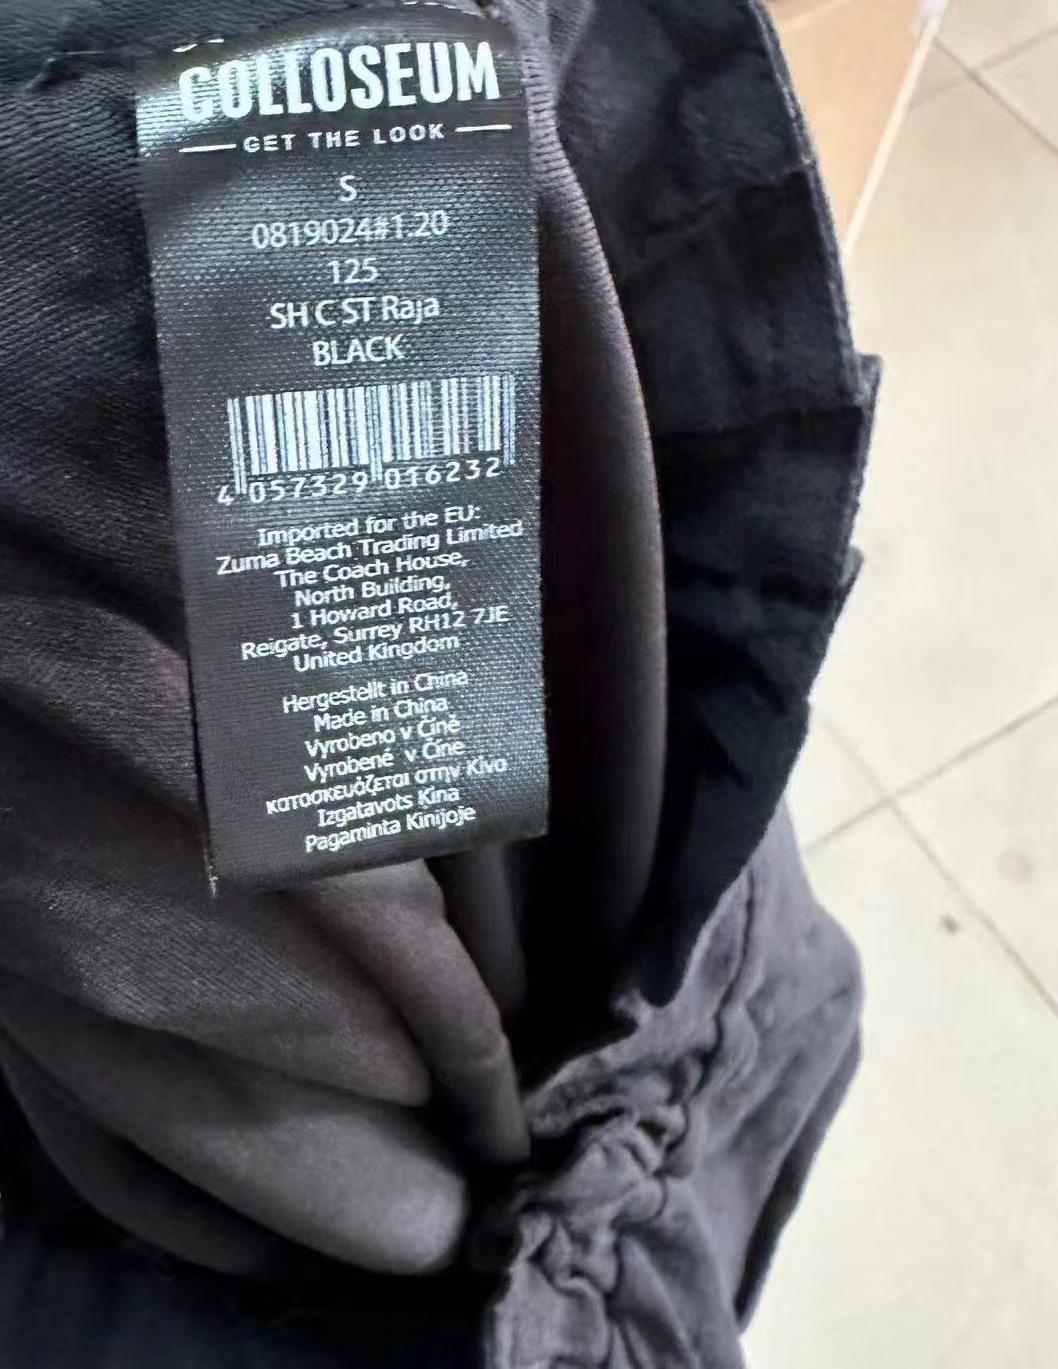 COLLOSEUM
GET THE LOOK
S
0819024#1.20
125
SH C ST Raja
BLACK
4 057329 016232
Imported for the EU:
Zuma Beach Trading Limited
The Coach House,
North Building,
1 Howard Road,
Reigate, Surrey RH12 7JE
United Kingdom
Hergestellt in China
Made in China
Vyrobeno v Číně
Vyrobené v Číne
κατασκευάζεται στην Κίνα
Izgatavots Ķīna
Pagaminta Kinijoje